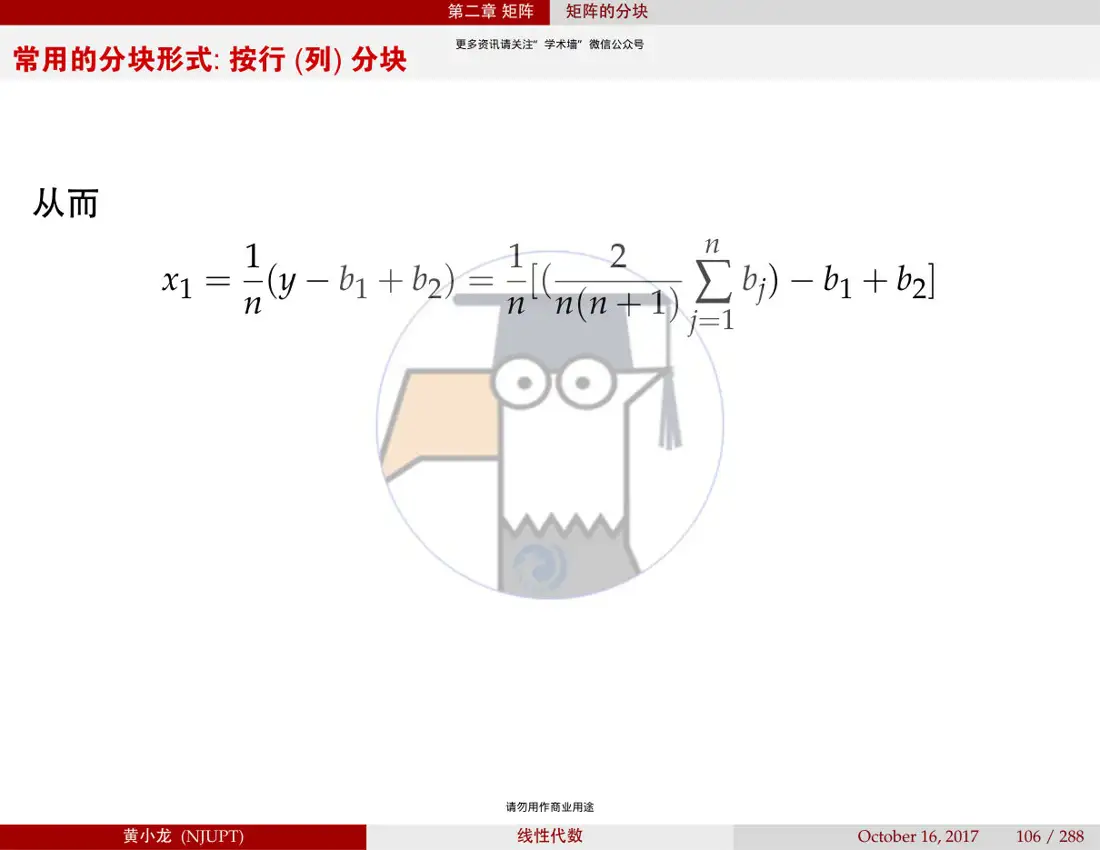 第二章 矩阵 矩阵的分块
更多资讯请关注“学术墙”微信公众号
常用的分块形式: 按行 (列) 分块
从而
x₁ = 1/n (y − b₁ + b₂) = 1/n [(2/(n(n + 1)) ∑_{j=1}^{n} b_j) − b₁ + b₂]
请勿用作商业用途
黄小龙 (NJUPT) 线性代数 October 16, 2017 106 / 288